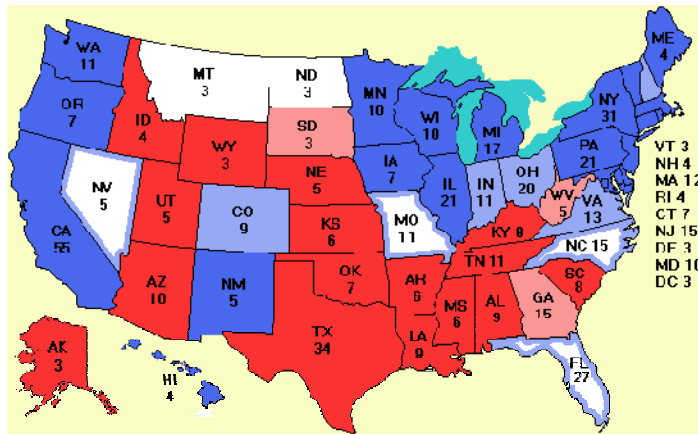 WA
11
OR
7
CA
55
NV
5
ID
4
MT
3
WY
3
UT
5
AZ
10
CO
9
NM
5
ND
3
SD
3
NE
5
KS
6
OK
7
TX
34
MN
10
IA
7
MO
11
AR
6
LA
9
WI
10
IL
21
MI
17
IN
11
OH
20
KY 8
TN 11
MS
6
AL
9
GA
15
FL
27
SC
8
NC 15
VA
13
WV
5
PA
21
NY
31
ME
4
VT 3
NH 4
MA 12
RI 4
CT 7
NJ 15
DE 3
MD 10
DC 3
AK
3
HI
4